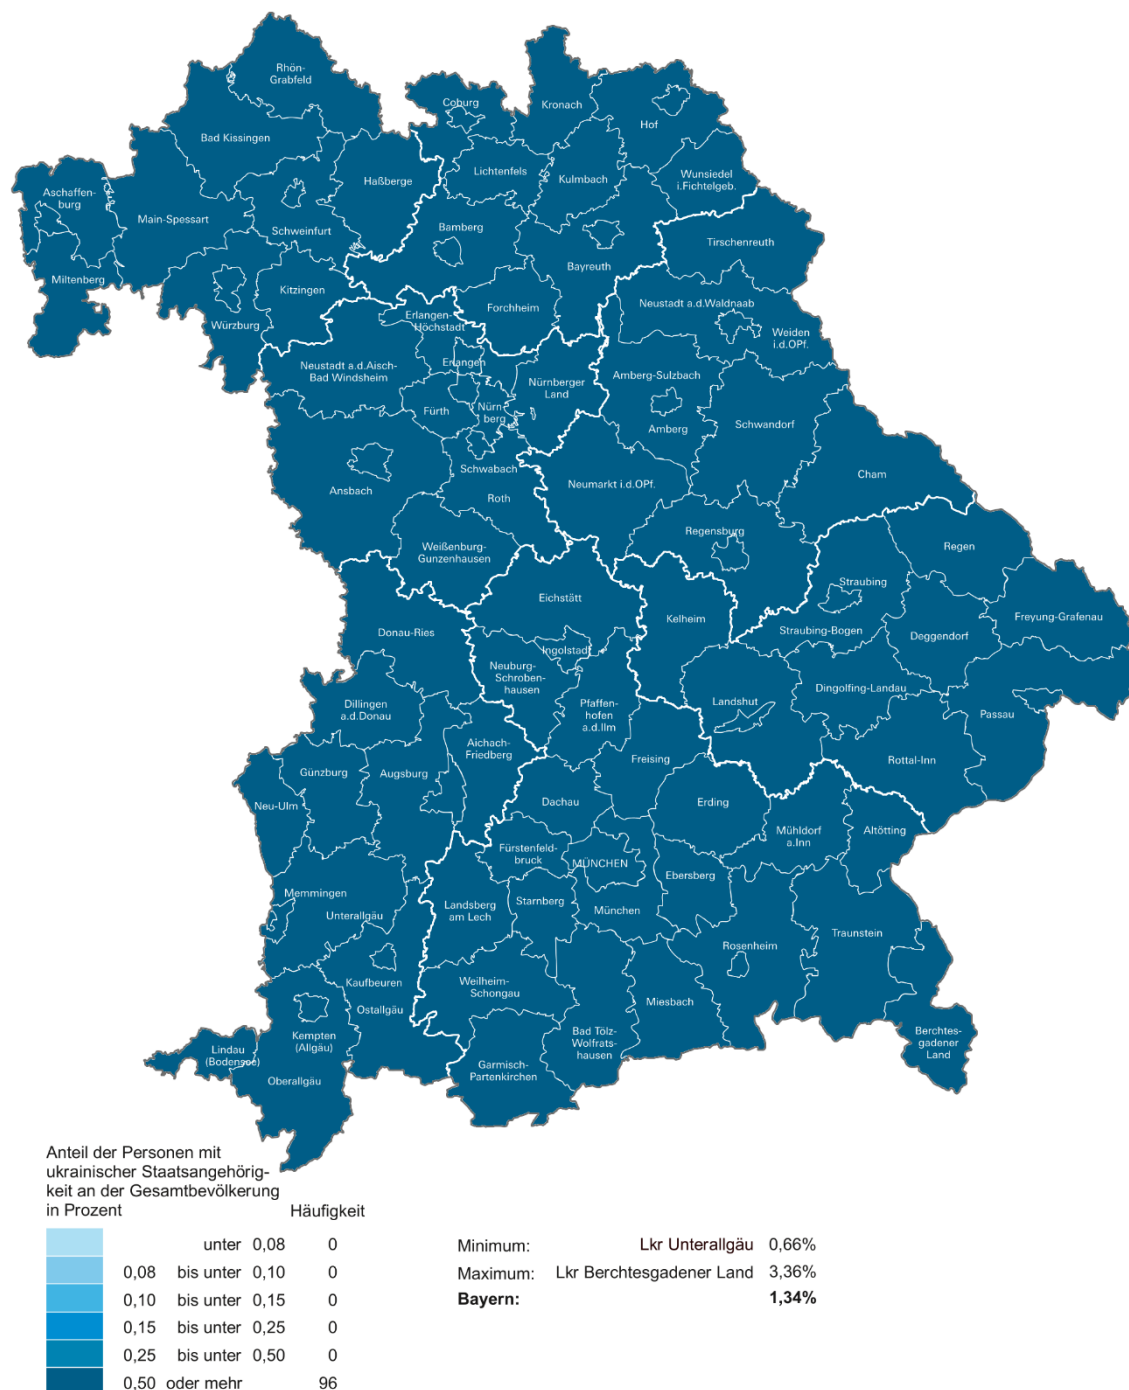 Rhön-
Grabfeld
Coburg
Kronach
Hof
Bad Kissingen
Lichtenfels
Kulmbach
Wunsiedel
i.Fichtelgeb.
Haßberge
Aschaffen-
burg
Main-Spessart
Schweinfurt
Bamberg
Bayreuth
Tirschenreuth
Miltenberg
Kitzingen
Forchheim
Neustadt a.d.Waldnaab
Würzburg
Erlangen-
Höchstadt
Weiden
i.d.OPf.
Neustadt a.d.Aisch-
Bad Windsheim
Erlangen
Nürnberger
Land
Amberg-Sulzbach
Fürth
Nürn-
berg
Amberg
Schwandorf
Ansbach
Schwabach
Roth
Neumarkt i.d.OPf.
Cham
Weißenburg-
Gunzenhausen
Regensburg
Regen
Eichstätt
Straubing
Kelheim
Freyung-Grafenau
Donau-Ries
Straubing-Bogen
Deggendorf
Ingolstadt
Neuburg-
Schroben-
hausen
Dingolfing-Landau
Dillingen
a.d.Donau
Pfaffen-
hofen
a.d.Ilm
Landshut
Passau
Aichach-
Friedberg
Freising
Rottal-Inn
Günzburg
Augsburg
Neu-Ulm
Dachau
Erding
Mühldorf
a.Inn
Altötting
Fürstenfeld-
bruck
MÜNCHEN
Ebersberg
Memmingen
Unterallgäu
Landsberg
am Lech
Starnberg
München
Traunstein
Rosenheim
Kaufbeuren
Ostallgäu
Weilheim-
Schongau
Miesbach
Kempten
(Allgäu)
Bad Tölz-
Wolfrats-
hausen
Berchtes-
gadener
Land
Lindau
(Bodensee)
Oberallgäu
Garmisch-
Partenkirchen
Anteil der Personen mit
ukrainischer Staatsangehörig-
keit an der Gesamtbevölkerung
in Prozent Häufigkeit
unter 0,08 0
0,08 bis unter 0,10 0
0,10 bis unter 0,15 0
0,15 bis unter 0,25 0
0,25 bis unter 0,50 0
0,50 oder mehr 96
Minimum: Lkr Unterallgäu 0,66%
Maximum: Lkr Berchtesgadener Land 3,36%
Bayern: 1,34%